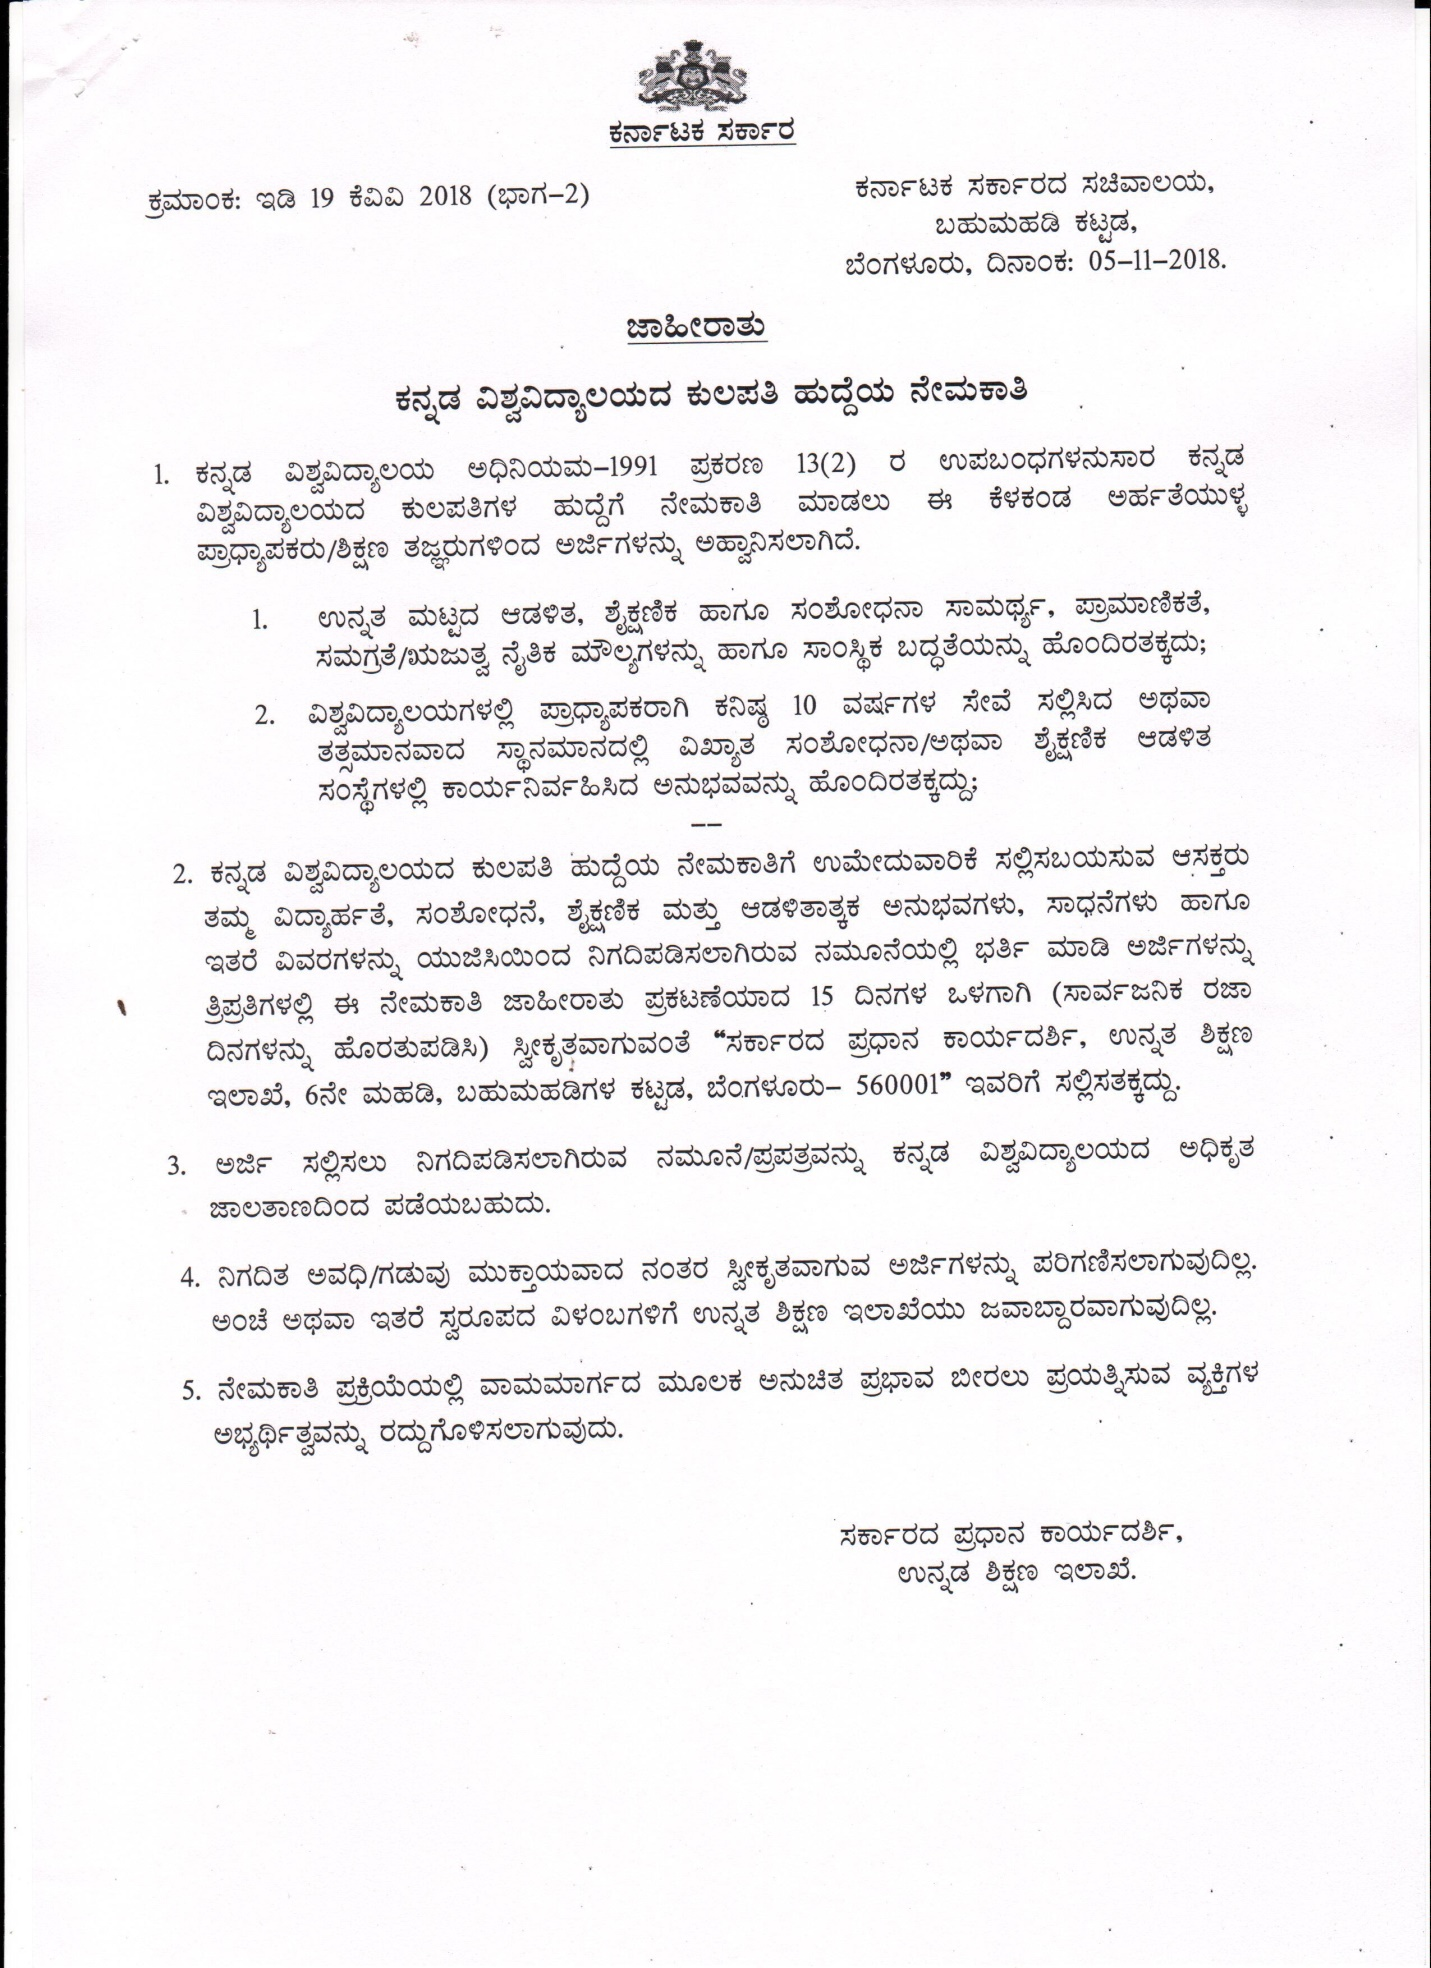 ಕರ್ನಾಟಕ ಸರ್ಕಾರ
ಕ್ರಮಾಂಕ: ಇಡಿ 19 ಕೆವಿವಿ 2018 (ಭಾಗ–2)
ಕರ್ನಾಟಕ ಸರ್ಕಾರದ ಸಚಿವಾಲಯ,
ಬಹುಮಹಡಿ ಕಟ್ಟಡ,
ಬೆಂಗಳೂರು, ದಿನಾಂಕ: 05–11–2018.
ಜಾಹೀರಾತು
ಕನ್ನಡ ವಿಶ್ವವಿದ್ಯಾಲಯದ ಕುಲಪತಿ ಹುದ್ದೆಯ ನೇಮಕಾತಿ
1. ಕನ್ನಡ ವಿಶ್ವವಿದ್ಯಾಲಯ ಅಧಿನಿಯಮ–1991 ಪ್ರಕರಣ 13(2) ರ ಉಪಬಂಧಗಳನುಸಾರ ಕನ್ನಡ
ವಿಶ್ವವಿದ್ಯಾಲಯದ ಕುಲಪತಿಗಳ ಹುದ್ದೆಗೆ ನೇಮಕಾತಿ ಮಾಡಲು ಈ ಕೆಳಕಂಡ ಅರ್ಹತೆಯುಳ್ಳ
ಪ್ರಾಧ್ಯಾಪಕರು/ಶಿಕ್ಷಣ ತಜ್ಞರುಗಳಿಂದ ಅರ್ಜಿಗಳನ್ನು ಅಹ್ವಾನಿಸಲಾಗಿದೆ.
1. ಉನ್ನತ ಮಟ್ಟದ ಆಡಳಿತ, ಶೈಕ್ಷಣಿಕ ಹಾಗೂ ಸಂಶೋಧನಾ ಸಾಮರ್ಥ್ಯ, ಪ್ರಾಮಾಣಿಕತೆ,
ಸಮಗ್ರತೆ/ಋಜುತ್ವ ನೈತಿಕ ಮೌಲ್ಯಗಳನ್ನು ಹಾಗೂ ಸಾಂಸ್ಥಿಕ ಬದ್ಧತೆಯನ್ನು ಹೊಂದಿರತಕ್ಕದು;
2. ವಿಶ್ವವಿದ್ಯಾಲಯಗಳಲ್ಲಿ ಪ್ರಾಧ್ಯಾಪಕರಾಗಿ ಕನಿಷ್ಠ 10 ವರ್ಷಗಳ ಸೇವೆ ಸಲ್ಲಿಸಿದ ಅಥವಾ
ತತ್ಸಮಾನವಾದ ಸ್ಥಾನಮಾನದಲ್ಲಿ ವಿಖ್ಯಾತ ಸಂಶೋಧನಾ/ಅಥವಾ ಶೈಕ್ಷಣಿಕ ಆಡಳಿತ
ಸಂಸ್ಥೆಗಳಲ್ಲಿ ಕಾರ್ಯನಿರ್ವಹಿಸಿದ ಅನುಭವವನ್ನು ಹೊಂದಿರತಕ್ಕದ್ದು;
––
2. ಕನ್ನಡ ವಿಶ್ವವಿದ್ಯಾಲಯದ ಕುಲಪತಿ ಹುದ್ದೆಯ ನೇಮಕಾತಿಗೆ ಉಮೇದುವಾರಿಕೆ ಸಲ್ಲಿಸಬಯಸುವ ಆಸಕ್ತರು
ತಮ್ಮ ವಿದ್ಯಾರ್ಹತೆ, ಸಂಶೋಧನೆ, ಶೈಕ್ಷಣಿಕ ಮತ್ತು ಆಡಳಿತಾತ್ಮಕ ಅನುಭವಗಳು, ಸಾಧನೆಗಳು ಹಾಗೂ
ಇತರೆ ವಿವರಗಳನ್ನು ಯುಜಿಸಿಯಿಂದ ನಿಗದಿಪಡಿಸಲಾಗಿರುವ ನಮೂನೆಯಲ್ಲಿ ಭರ್ತಿ ಮಾಡಿ ಅರ್ಜಿಗಳನ್ನು
ತ್ರಿಪ್ರತಿಗಳಲ್ಲಿ ಈ ನೇಮಕಾತಿ ಜಾಹೀರಾತು ಪ್ರಕಟಣೆಯಾದ 15 ದಿನಗಳ ಒಳಗಾಗಿ (ಸಾರ್ವಜನಿಕ ರಜಾ
ದಿನಗಳನ್ನು ಹೊರತುಪಡಿಸಿ) ಸ್ವೀಕೃತವಾಗುವಂತೆ “ಸರ್ಕಾರದ ಪ್ರಧಾನ ಕಾರ್ಯದರ್ಶಿ, ಉನ್ನತ ಶಿಕ್ಷಣ
ಇಲಾಖೆ, 6ನೇ ಮಹಡಿ, ಬಹುಮಹಡಿಗಳ ಕಟ್ಟಡ, ಬೆಂಗಳೂರು– 560001” ಇವರಿಗೆ ಸಲ್ಲಿಸತಕ್ಕದ್ದು.
3. ಅರ್ಜಿ ಸಲ್ಲಿಸಲು ನಿಗದಿಪಡಿಸಲಾಗಿರುವ ನಮೂನೆ/ಪ್ರಪತ್ರವನ್ನು ಕನ್ನಡ ವಿಶ್ವವಿದ್ಯಾಲಯದ ಅಧಿಕೃತ
ಜಾಲತಾಣದಿಂದ ಪಡೆಯಬಹುದು.
4. ನಿಗದಿತ ಅವಧಿ/ಗಡುವು ಮುಕ್ತಾಯವಾದ ನಂತರ ಸ್ವೀಕೃತವಾಗುವ ಅರ್ಜಿಗಳನ್ನು ಪರಿಗಣಿಸಲಾಗುವುದಿಲ್ಲ.
ಅಂಚೆ ಅಥವಾ ಇತರೆ ಸ್ವರೂಪದ ವಿಳಂಬಗಳಿಗೆ ಉನ್ನತ ಶಿಕ್ಷಣ ಇಲಾಖೆಯು ಜವಾಬ್ದಾರವಾಗುವುದಿಲ್ಲ.
5. ನೇಮಕಾತಿ ಪ್ರಕ್ರಿಯೆಯಲ್ಲಿ ವಾಮಮಾರ್ಗದ ಮೂಲಕ ಅನುಚಿತ ಪ್ರಭಾವ ಬೀರಲು ಪ್ರಯತ್ನಿಸುವ ವ್ಯಕ್ತಿಗಳ
ಅಭ್ಯರ್ಥಿತ್ವವನ್ನು ರದ್ದುಗೊಳಿಸಲಾಗುವುದು.
ಸರ್ಕಾರದ ಪ್ರಧಾನ ಕಾರ್ಯದರ್ಶಿ,
ಉನ್ನಡ ಶಿಕ್ಷಣ ಇಲಾಖೆ.